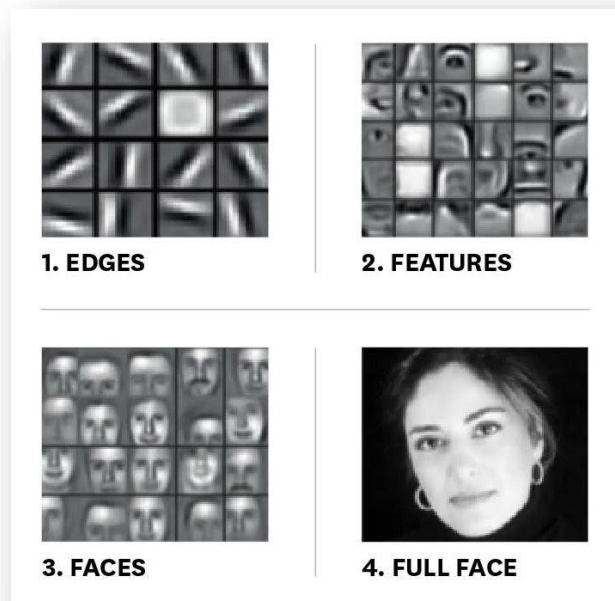 1. EDGES
2. FEATURES
3. FACES
4. FULL FACE